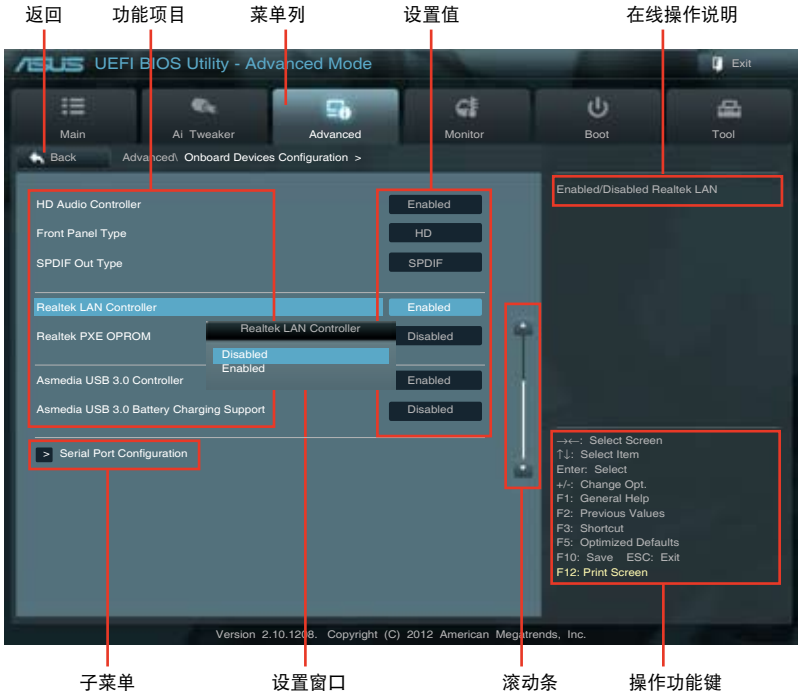 返回 功能项目 菜单列 设置值 在线操作说明
ASUS UEFI BIOS Utility - Advanced Mode Exit
Main Ai Tweaker Advanced Monitor Boot Tool
Back Advanced\ Onboard Devices Configuration >
Enabled/Disabled Realtek LAN
HD Audio Controller Enabled
Front Panel Type HD
SPDIF Out Type SPDIF
Realtek LAN Controller Enabled
Realtek PXE OPROM Disabled
Realtek LAN Controller
Disabled
Enabled
Asmedia USB 3.0 Controller Enabled
Asmedia USB 3.0 Battery Charging Support Disabled
> Serial Port Configuration
→←: Select Screen
↑↓: Select Item
Enter: Select
+/-: Change Opt.
F1: General Help
F2: Previous Values
F3: Shortcut
F5: Optimized Defaults
F10: Save ESC: Exit
F12: Print Screen
Version 2.10.1208. Copyright (C) 2012 American Megatrends, Inc.
子菜单 设置窗口 滚动条 操作功能键